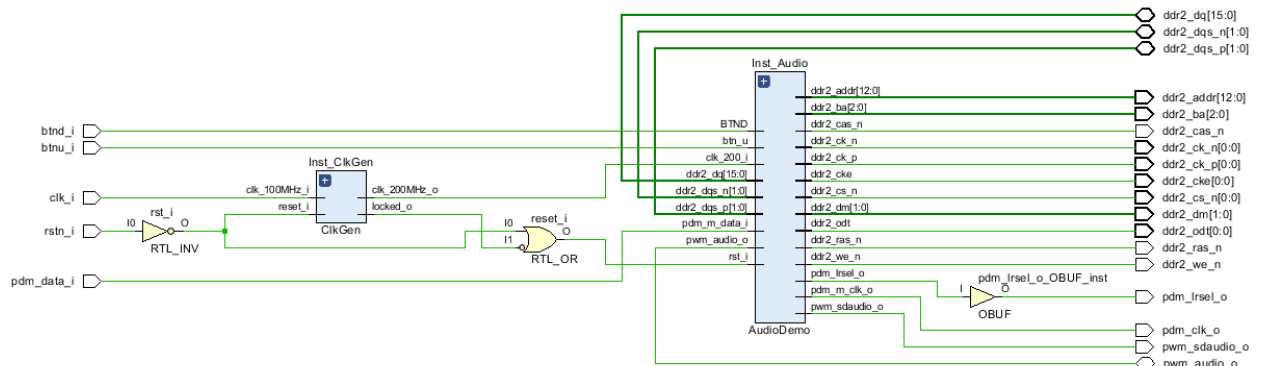 ddr2_dq[15:0]
ddr2_dqs_n[1:0]
ddr2_dqs_p[1:0]
Inst_Audio
ddr2_addr[12:0] ddr2_addr[12:0]
ddr2_ba[2:0] ddr2_ba[2:0]
btnd_i BTND ddr2_cas_n ddr2_cas_n
btnu_i btn_u ddr2_ck_n ddr2_ck_n[0:0]
Inst_ClkGen clk_200_i ddr2_ck_p ddr2_ck_p[0:0]
ddr2_dq[15:0] ddr2_cke ddr2_cke[0:0]
clk_i clk_100MHz_i clk_200MHz_o ddr2_dqs_n[1:0] ddr2_cs_n ddr2_cs_n[0:0]
rst_i reset_i locked_o ddr2_dqs_p[1:0] ddr2_dm[1:0] ddr2_dm[1:0]
rstn_i I0 O ClkGen I0 reset_i O pdm_m_data_i ddr2_odt ddr2_odt[0:0]
RTL_INV I1 pwm_audio_o ddr2_ras_n ddr2_ras_n
RTL_OR rst_i ddr2_we_n ddr2_we_n
pdm_data_i pdm_lrsel_o pdm_lrsel_o_OBUF_inst
pdm_m_clk_o I O pdm_lrsel_o
pwm_sdaudio_o OBUF
AudioDemo pdm_clk_o
pwm_sdaudio_o
pwm_audio_o